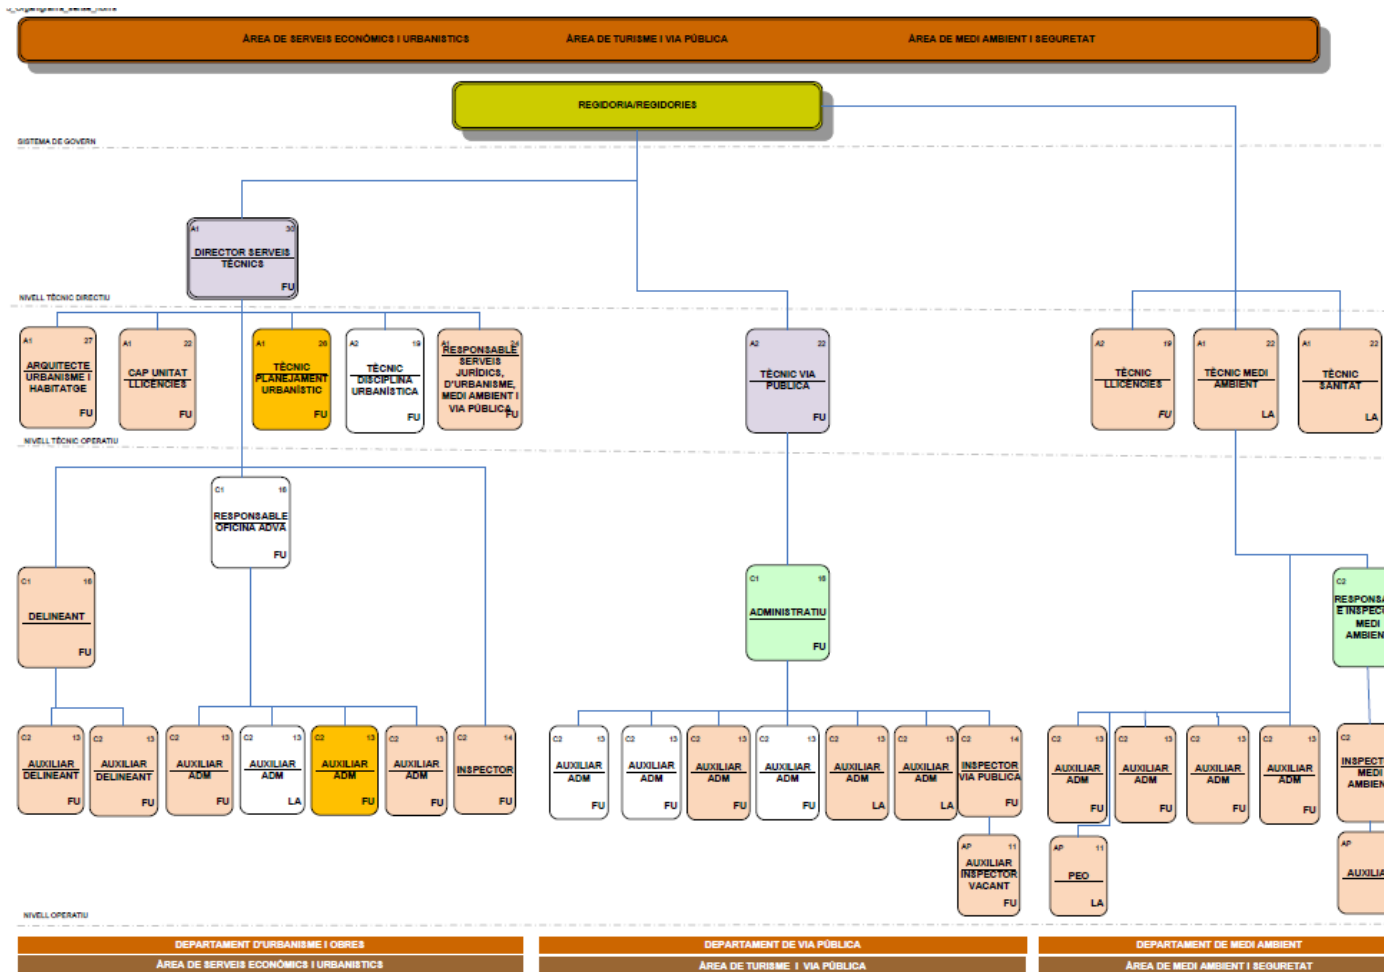 ÀREA DE SERVEIS ECONÒMICS I URBANISTICS
ÀREA DE TURISME I VIA PÚBLICA
ÀREA DE MEDI AMBIENT I SEGURETAT
REGIDORIA/REGIDORIES
SISTEMA DE GOVERN
A1 30
DIRECTOR SERVEIS
TÈCNICS
FU
NIVELL TÈCNIC DIRECTIU
A1 27
ARQUITECTE
URBANISME I
HABITATGE
FU
A1 22
CAP UNITAT
LLICENCIES
FU
A1 26
TÈCNIC
PLANEJAMENT
URBANÍSTIC
FU
A2 19
TÈCNIC
DISCIPLINA
URBANÍSTICA
FU
A1 24
RESPONSABLE
SERVEIS
JURÍDICS,
D'URBANISME,
MEDI AMBIENT I
VIA PÚBLICA
FU
A2 22
TÈCNIC VIA
PÚBLICA
FU
A2 19
TÈCNIC
LLICENCIES
FU
A1 22
TÈCNIC MEDI
AMBIENT
LA
A1 22
TÈCNIC
SANITAT
LA
NIVELL TÈCNIC OPERATIU
C1 16
RESPONSABLE
OFICINA ADVA
FU
C1 16
DELINEANT
FU
C1 16
ADMINISTRATIU
FU
C2
E
MEDI
C2 13
AUXILIAR
DELINEANT
FU
C2 13
AUXILIAR
DELINEANT
FU
C2 13
AUXILIAR
ADM
FU
C2 13
AUXILIAR
ADM
LA
C2 13
AUXILIAR
ADM
FU
C2 13
AUXILIAR
ADM
FU
C2 14
INSPECTOR
FU
C2 13
AUXILIAR
ADM
FU
C2 13
AUXILIAR
ADM
FU
C2 13
AUXILIAR
ADM
FU
C2 13
AUXILIAR
ADM
FU
C2 13
AUXILIAR
ADM
LA
C2 13
AUXILIAR
ADM
LA
C2 14
INSPECTOR
VIA PUBLICA
FU
C2 13
AUXILIAR
ADM
FU
C2 13
AUXILIAR
ADM
FU
C2 13
AUXILIAR
ADM
FU
C2 13
AUXILIAR
ADM
FU
C2
MEDI
AP 11
AUXILIAR
INSPECTOR
VACANT
FU
AP 11
PEO
LA
AP
NIVELL OPERATIU
DEPARTAMENT D'URBANISME I OBRES
ÀREA DE SERVEIS ECONÒMICS I URBANISTICS
DEPARTAMENT DE VIA PÚBLICA
ÀREA DE TURISME I VIA PÚBLICA
DEPARTAMENT DE MEDI AMBIENT
ÀREA DE MEDI AMBIENT I SEGURETAT